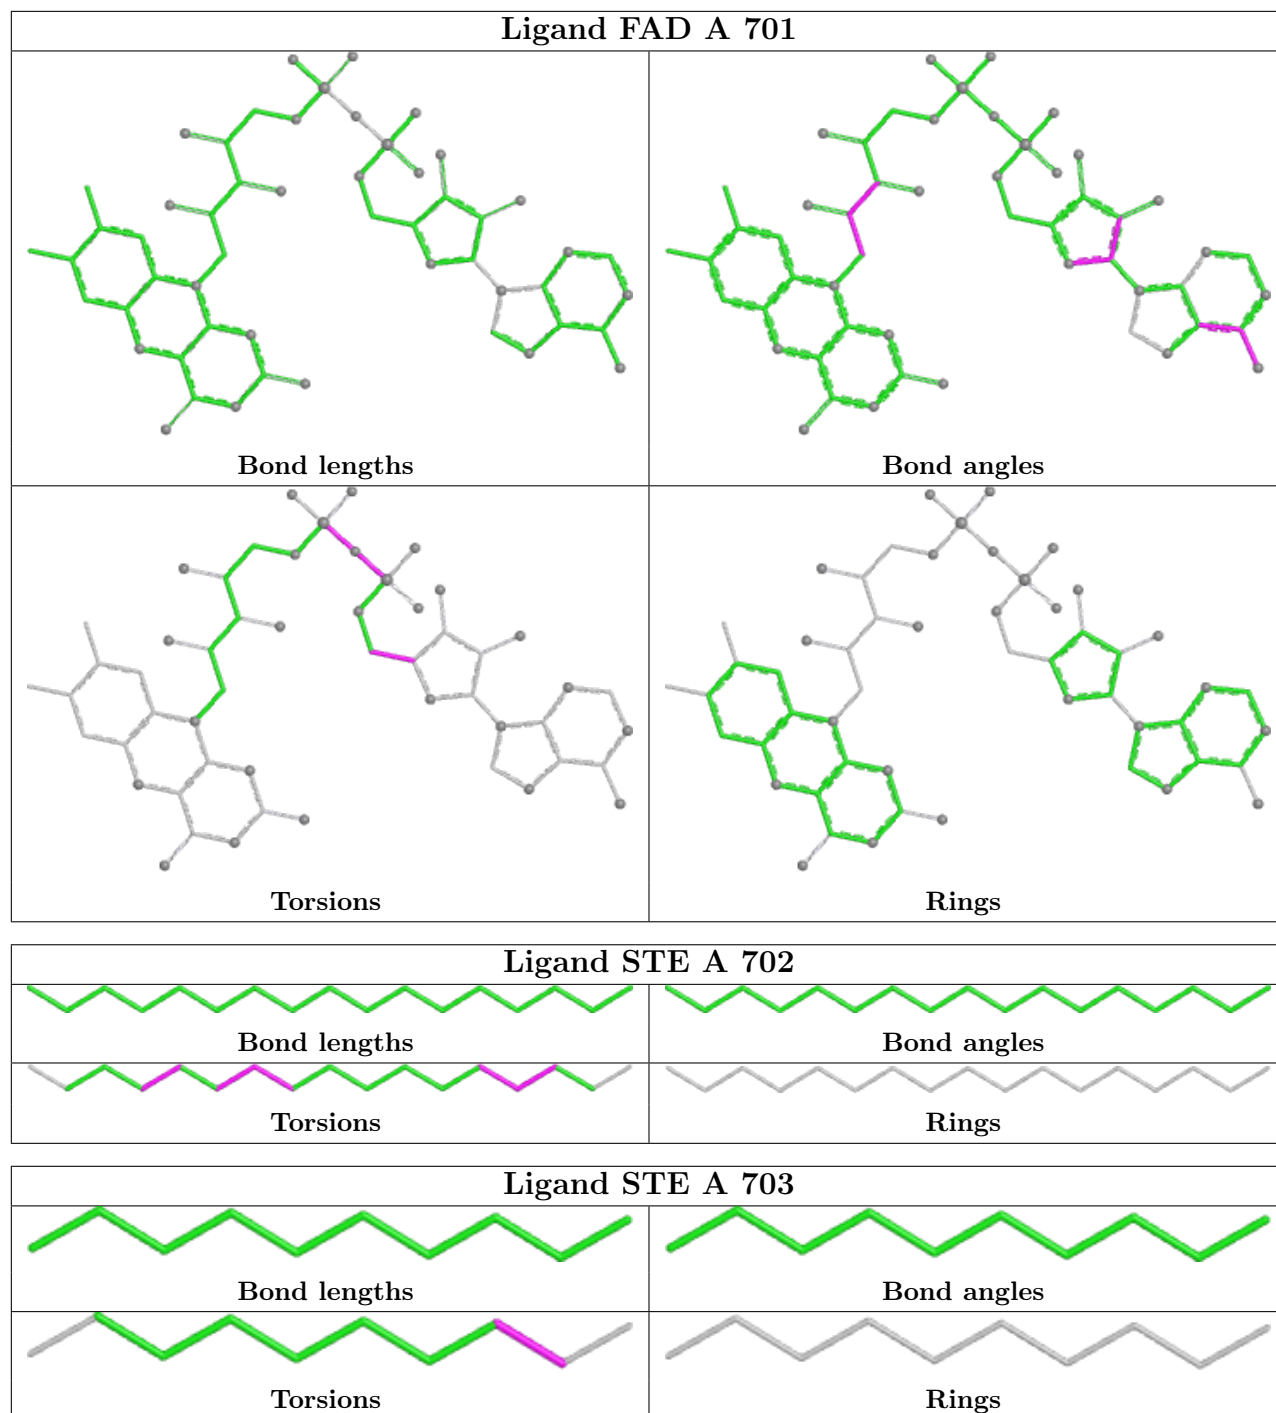 Ligand FAD A 701
Bond lengths
Bond angles
Torsions
Rings
Ligand STE A 702
Bond lengths
Bond angles
Torsions
Rings
Ligand STE A 703
Bond lengths
Bond angles
Torsions
Rings